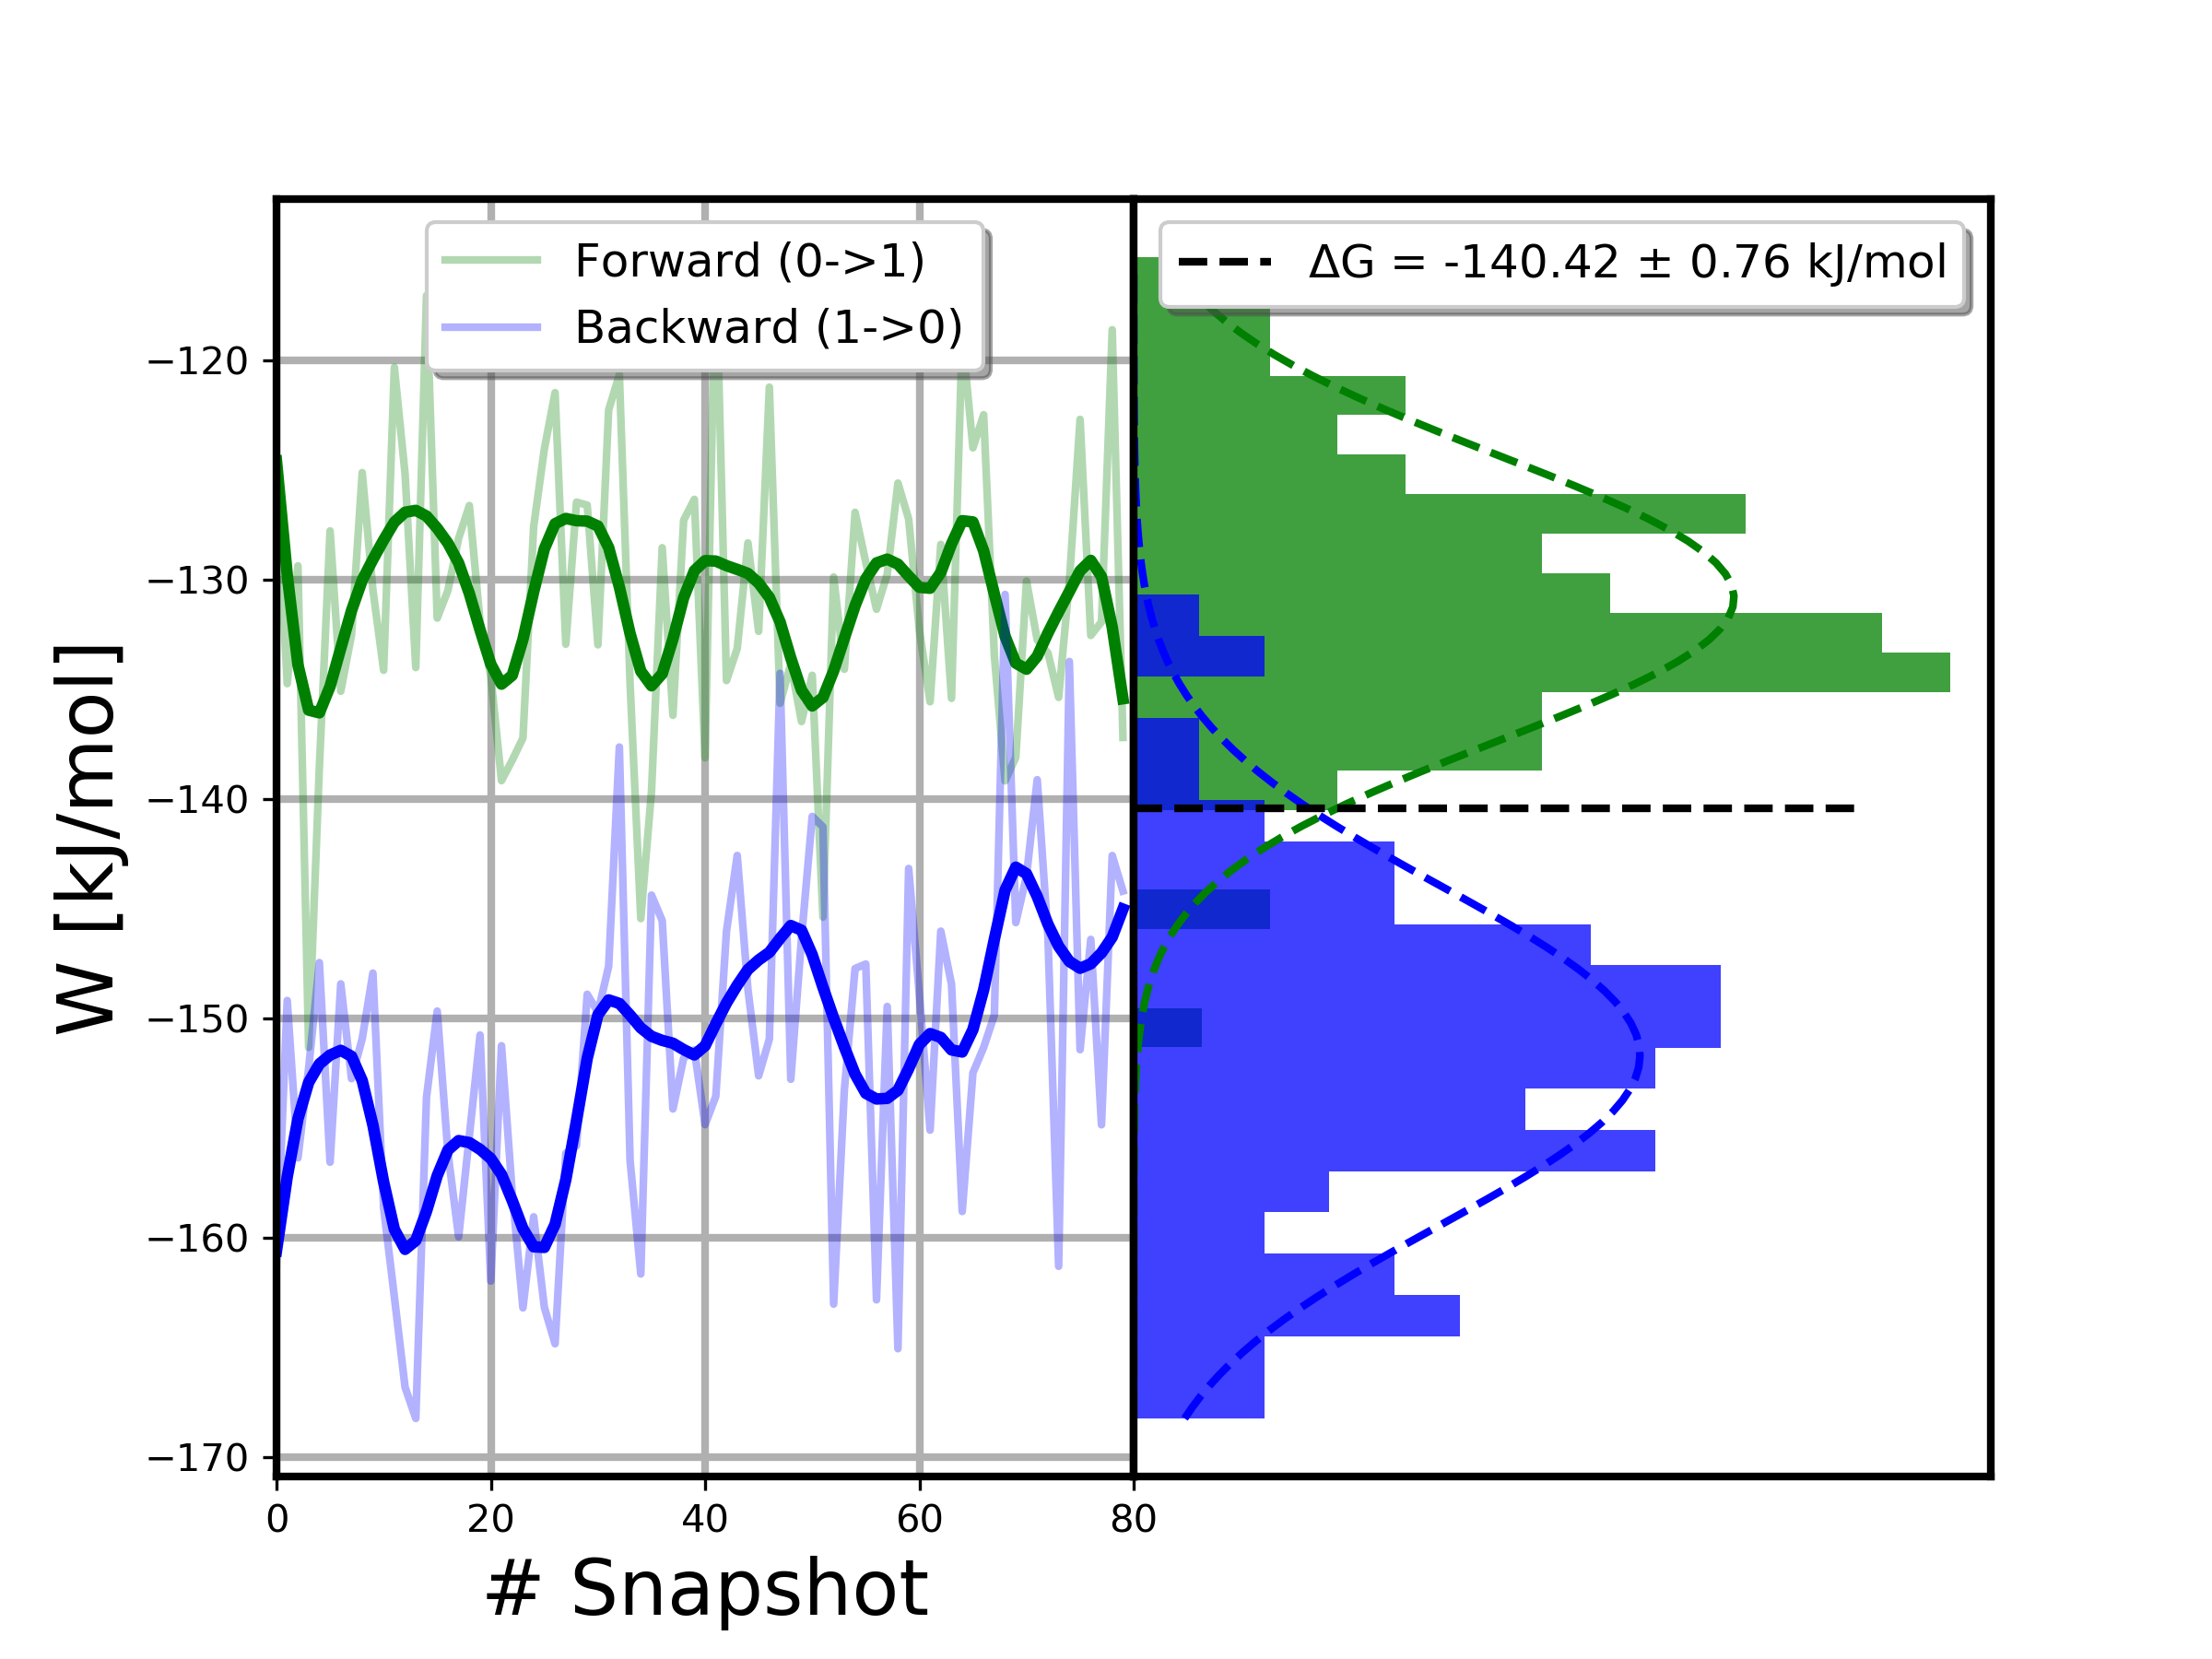 Forward (0->1)
Backward (1->0)
ΔG = -140.42 ± 0.76 kJ/mol
W [kJ/mol]
−120
−130
−140
−150
−160
−170
0 20 40 60 80
# Snapshot